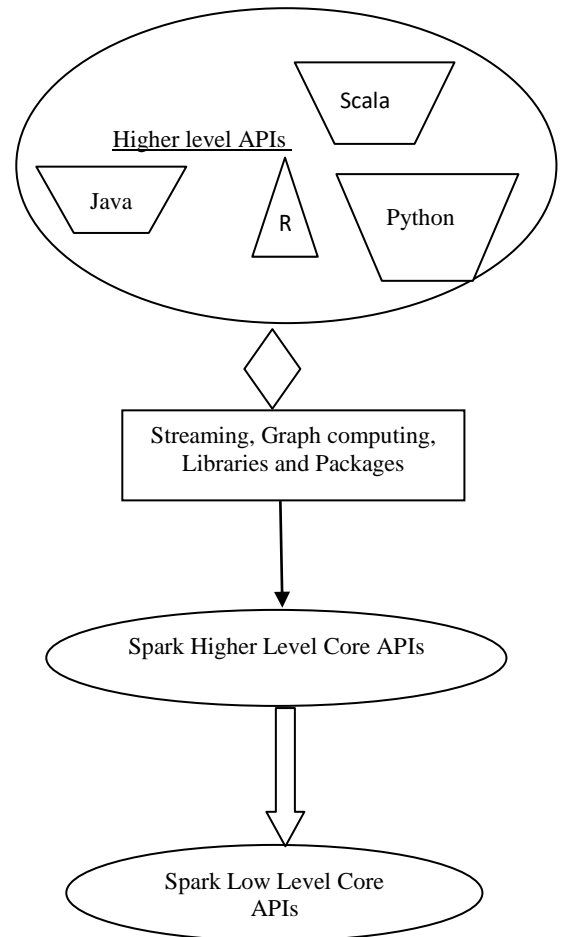 Scala
Higher level APIs
Java
R
Python
Streaming, Graph computing,
Libraries and Packages
Spark Higher Level Core APIs
Spark Low Level Core
APIs